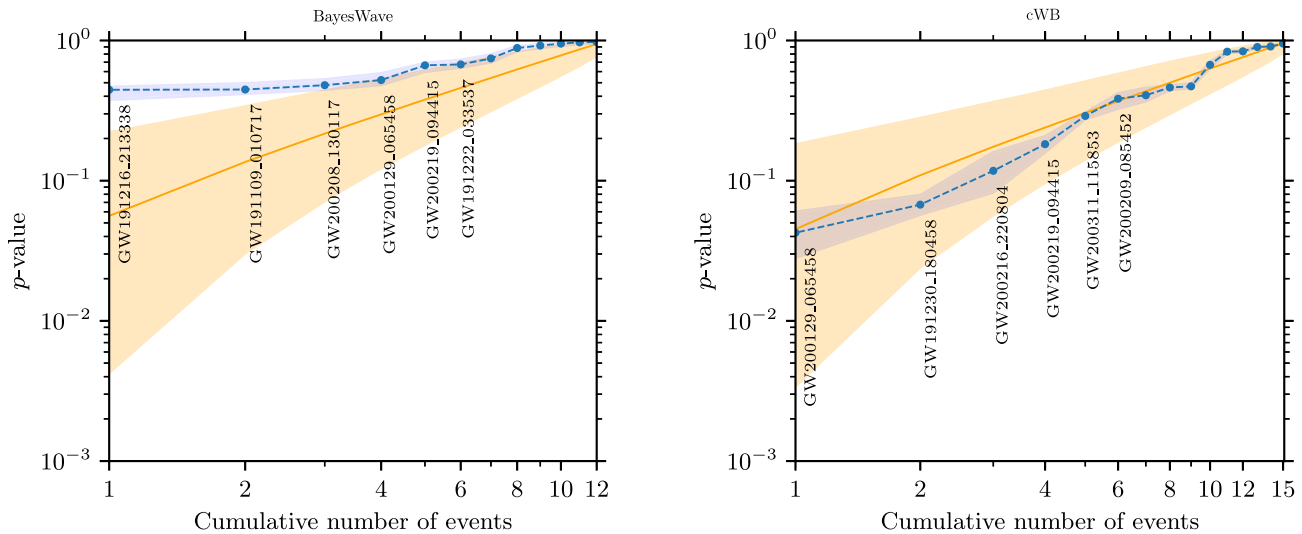 BayesWave
10^0
10^-1
10^-2
10^-3
p-value
GW191216_213338
GW191109_010717
GW200208_130117
GW200129_065458
GW200219_094415
GW191222_033537
1 2 4 6 8 10 12
Cumulative number of events
cWB
10^0
10^-1
10^-2
10^-3
p-value
GW200129_065458
GW191230_180458
GW200216_220804
GW200219_094415
GW200311_115853
GW200209_085452
1 2 4 6 8 10 12 15
Cumulative number of events